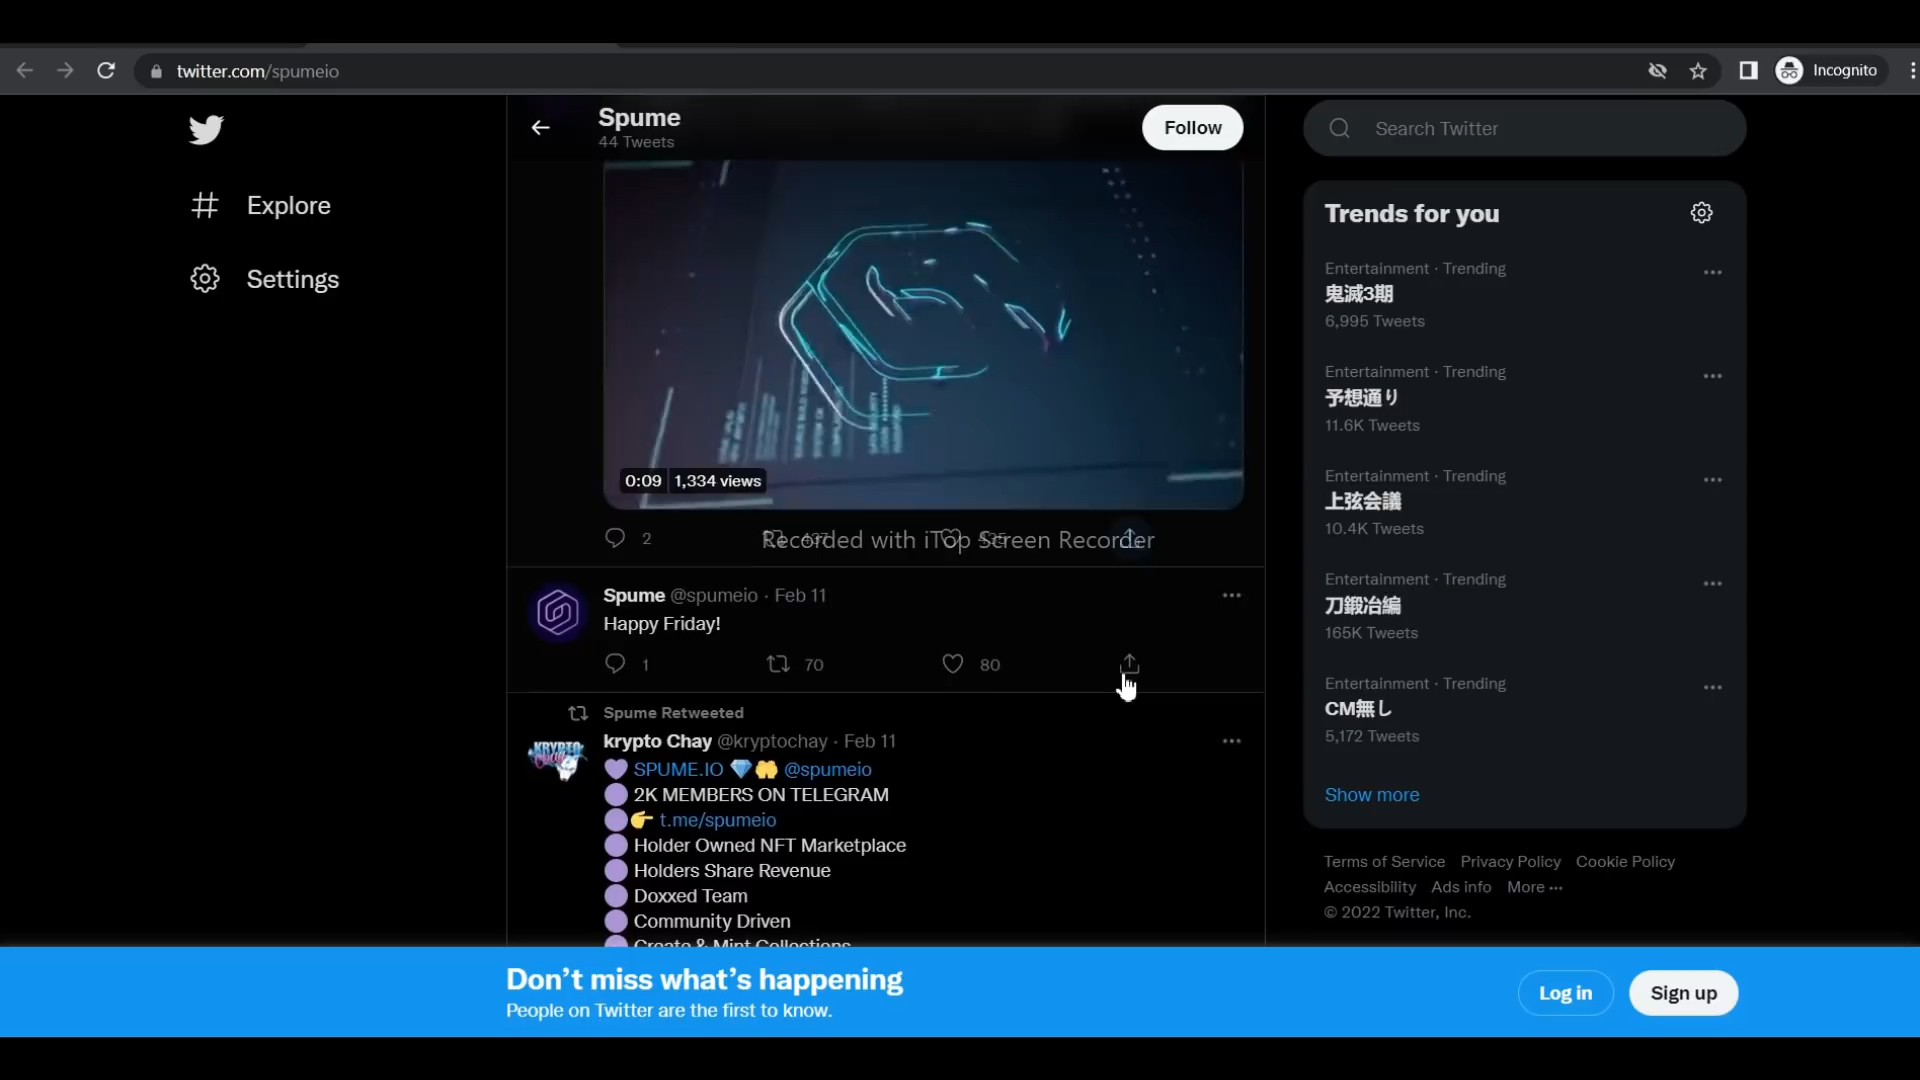 twitter.com/spumeio
Incognito
Spume
44 Tweets
Follow
Search Twitter
Explore
Settings
Trends for you
Entertainment · Trending
鬼滅3期
6,995 Tweets
Entertainment · Trending
予想通り
11.6K Tweets
Entertainment · Trending
上弦会議
10.4K Tweets
Entertainment · Trending
刀鍛冶編
165K Tweets
Entertainment · Trending
CM無し
5,172 Tweets
Show more
Terms of Service Privacy Policy Cookie Policy
Accessibility Ads info More ···
© 2022 Twitter, Inc.
0:09 1,334 views
2
Recorded with iTop Screen Recorder
Spume @spumeio · Feb 11
Happy Friday!
1 70 80
Spume Retweeted
krypto Chay @kryptochay · Feb 11
💜 SPUME.IO 💎🤲 @spumeio
🟣 2K MEMBERS ON TELEGRAM
🟣👉 t.me/spumeio
🟣 Holder Owned NFT Marketplace
🟣 Holders Share Revenue
🟣 Doxxed Team
🟣 Community Driven
🟣 Create & Mint Collections
Don't miss what's happening
People on Twitter are the first to know.
Log in
Sign up